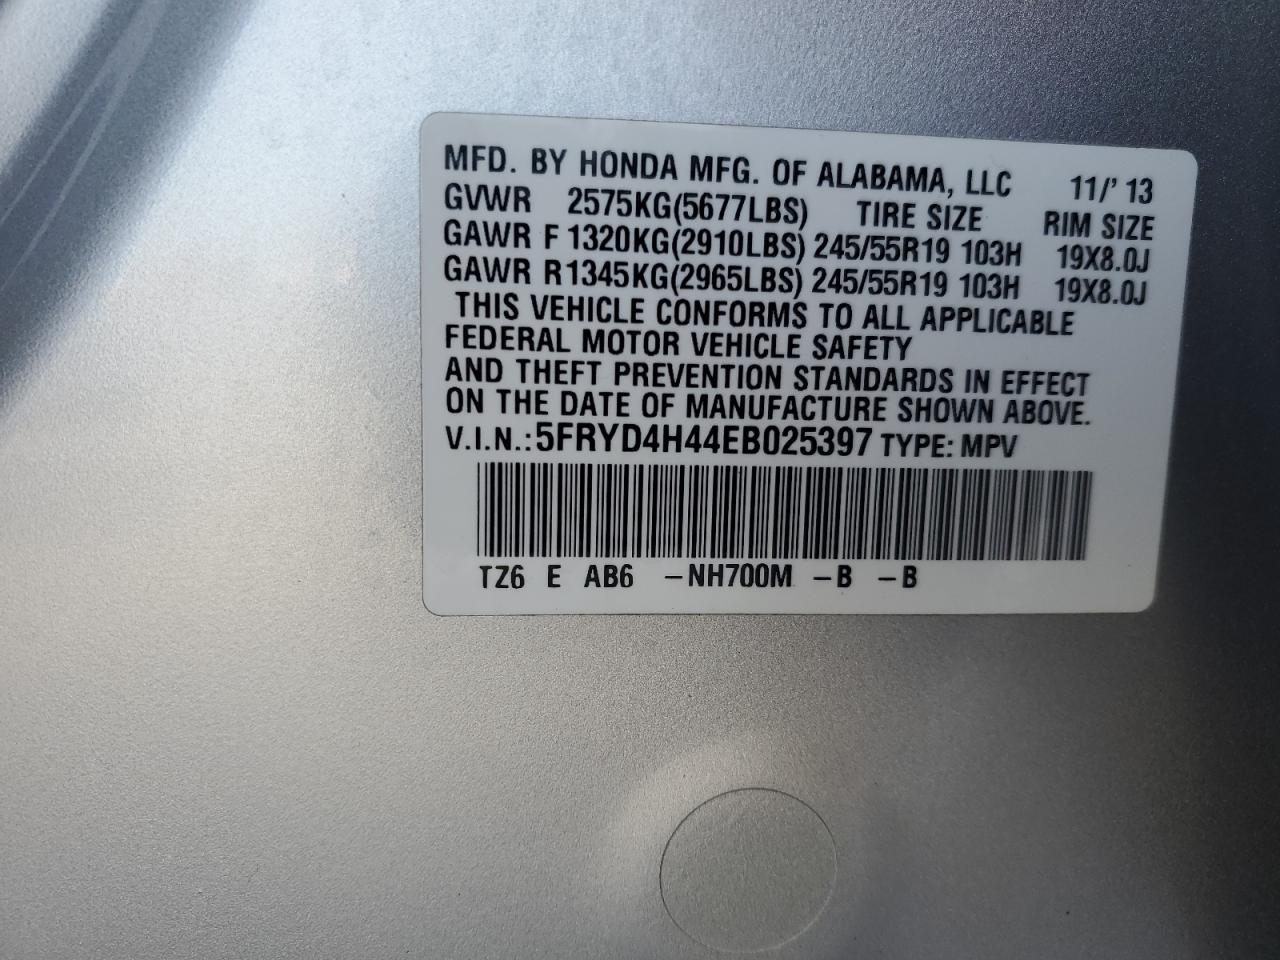 MFD. BY HONDA MFG. OF ALABAMA, LLC 11/' 13
GVWR 2575KG(5677LBS) TIRE SIZE RIM SIZE
GAWR F 1320KG(2910LBS) 245/55R19 103H 19X8.0J
GAWR R1345KG(2965LBS) 245/55R19 103H 19X8.0J
THIS VEHICLE CONFORMS TO ALL APPLICABLE
FEDERAL MOTOR VEHICLE SAFETY
AND THEFT PREVENTION STANDARDS IN EFFECT
ON THE DATE OF MANUFACTURE SHOWN ABOVE.
V.I.N.:5FRYD4H44EB025397 TYPE: MPV
TZ6 E AB6 -NH700M -B -B